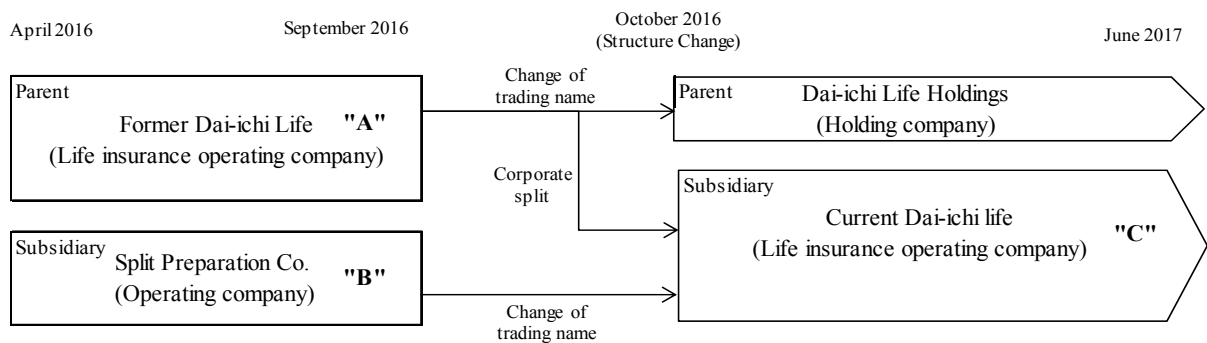 April 2016
September 2016
October 2016
(Structure Change)
June 2017
Parent
Former Dai-ichi Life "A"
(Life insurance operating company)
Change of
trading name
Parent
Dai-ichi Life Holdings
(Holding company)
Corporate
split
Subsidiary
Split Preparation Co. "B"
(Operating company)
Change of
trading name
Subsidiary
Current Dai-ichi life
(Life insurance operating company) "C"